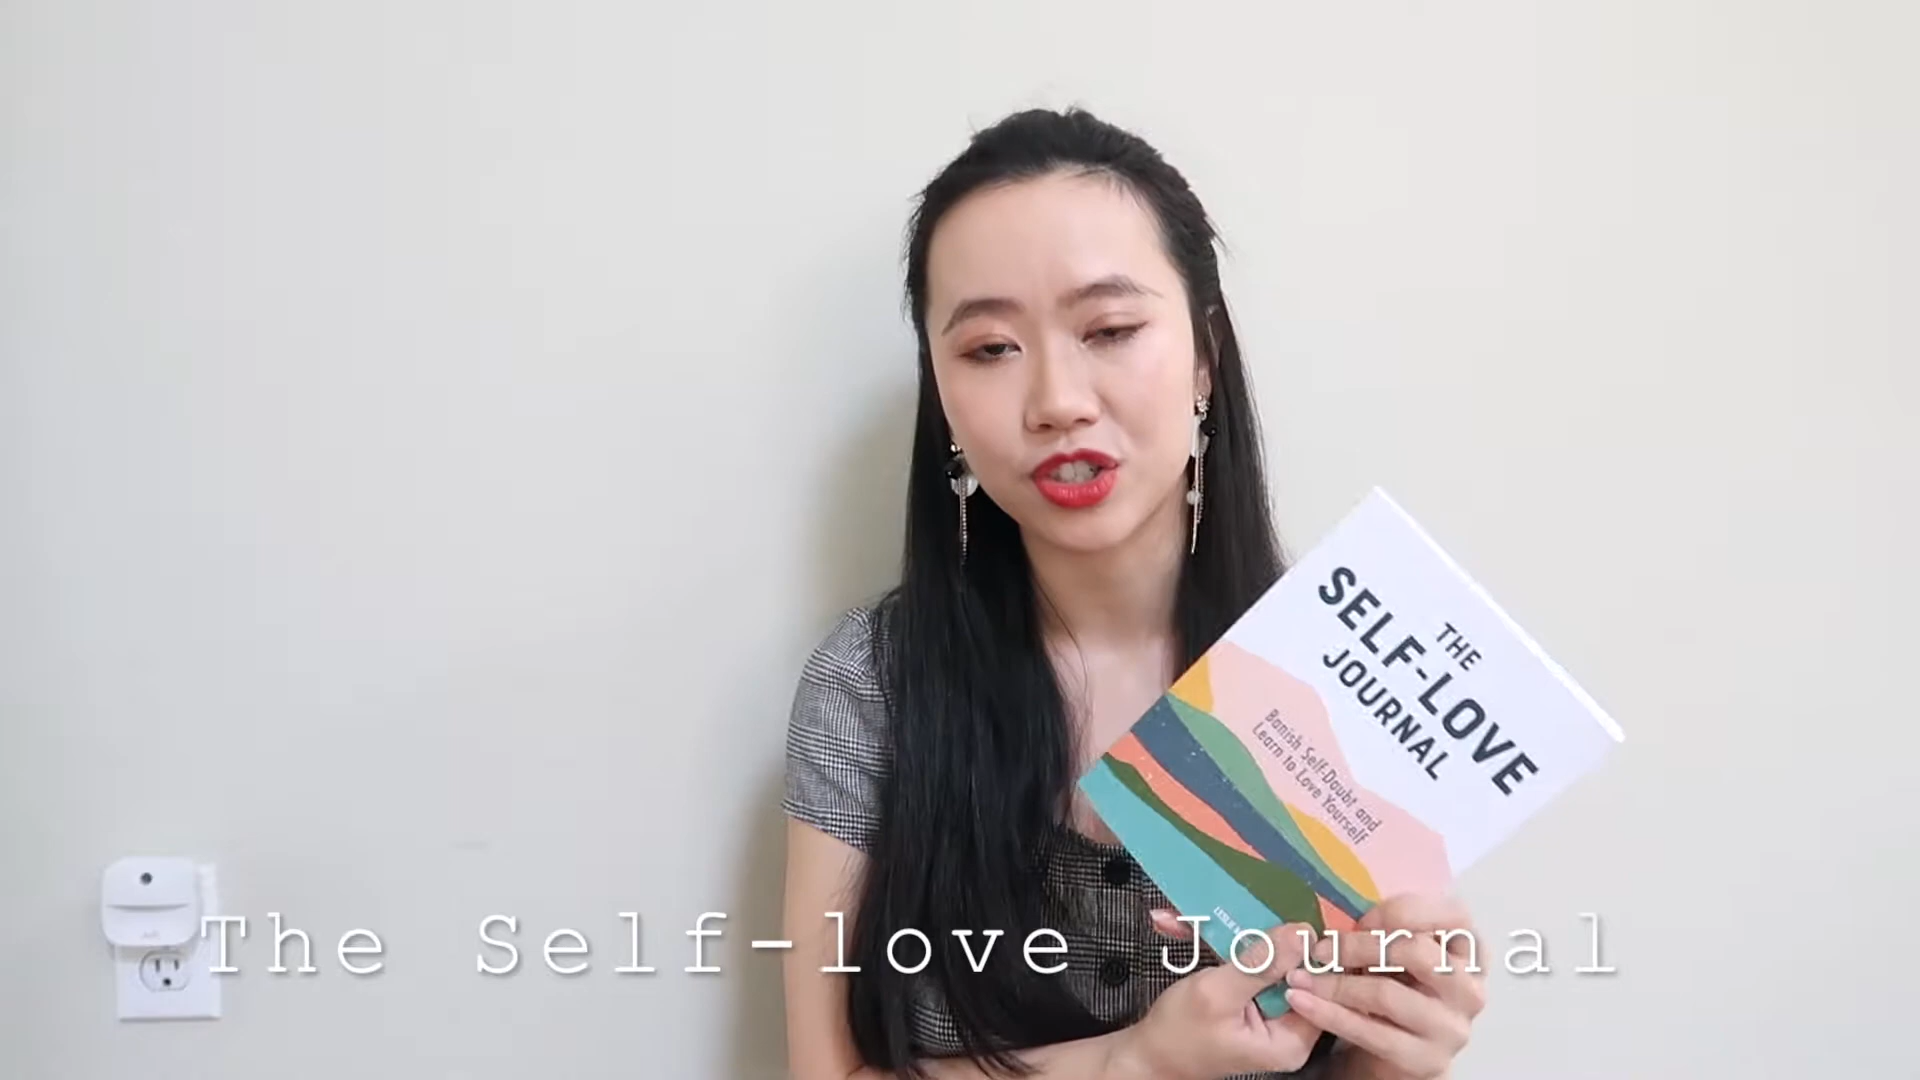 THE
SELF-LOVE
JOURNAL
Banish Self-Doubt and
Learn to Love Yourself
The Self-love Journal